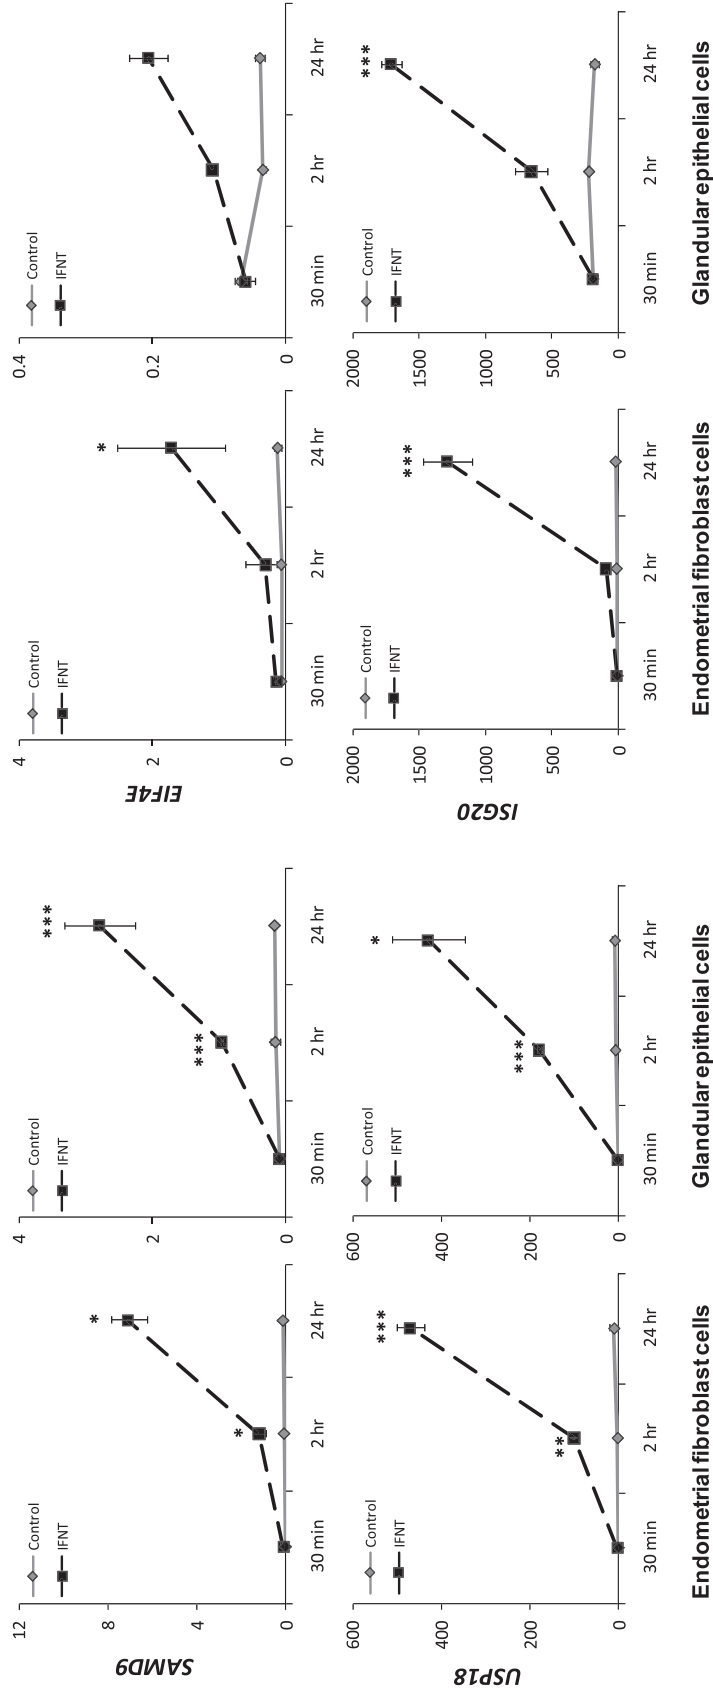 SAMD9
12
8
4
0
Control
IFNT
*
*
30 min
2 hr
24 hr
4
2
0
Control
IFNT
***
***
30 min
2 hr
24 hr
EIF4E
4
2
0
Control
IFNT
*
30 min
2 hr
24 hr
0.4
0.2
0
Control
IFNT
30 min
2 hr
24 hr
USP18
600
400
200
0
Control
IFNT
**
***
30 min
2 hr
24 hr
Endometrial fibroblast cells
600
400
200
0
Control
IFNT
***
*
30 min
2 hr
24 hr
Glandular epithelial cells
ISG20
2000
1500
1000
500
0
Control
IFNT
***
30 min
2 hr
24 hr
Endometrial fibroblast cells
2000
1500
1000
500
0
Control
IFNT
***
30 min
2 hr
24 hr
Glandular epithelial cells